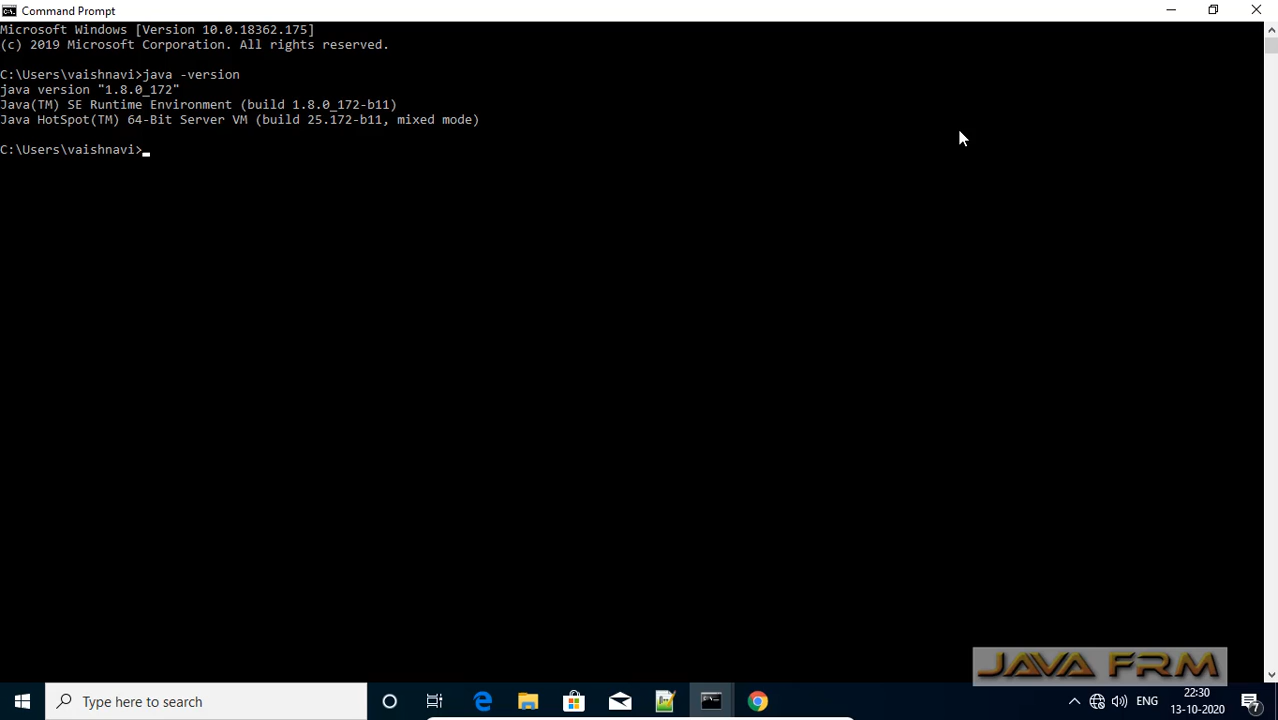 Command Prompt
Microsoft Windows [Version 10.0.18362.175]
(c) 2019 Microsoft Corporation. All rights reserved.
C:\Users\vaishnavi>java -version
java version "1.8.0_172"
Java(TM) SE Runtime Environment (build 1.8.0_172-b11)
Java HotSpot(TM) 64-Bit Server VM (build 25.172-b11, mixed mode)
C:\Users\vaishnavi>
JAVA FRM
Type here to search
ENG
22:30
13-10-2020
7